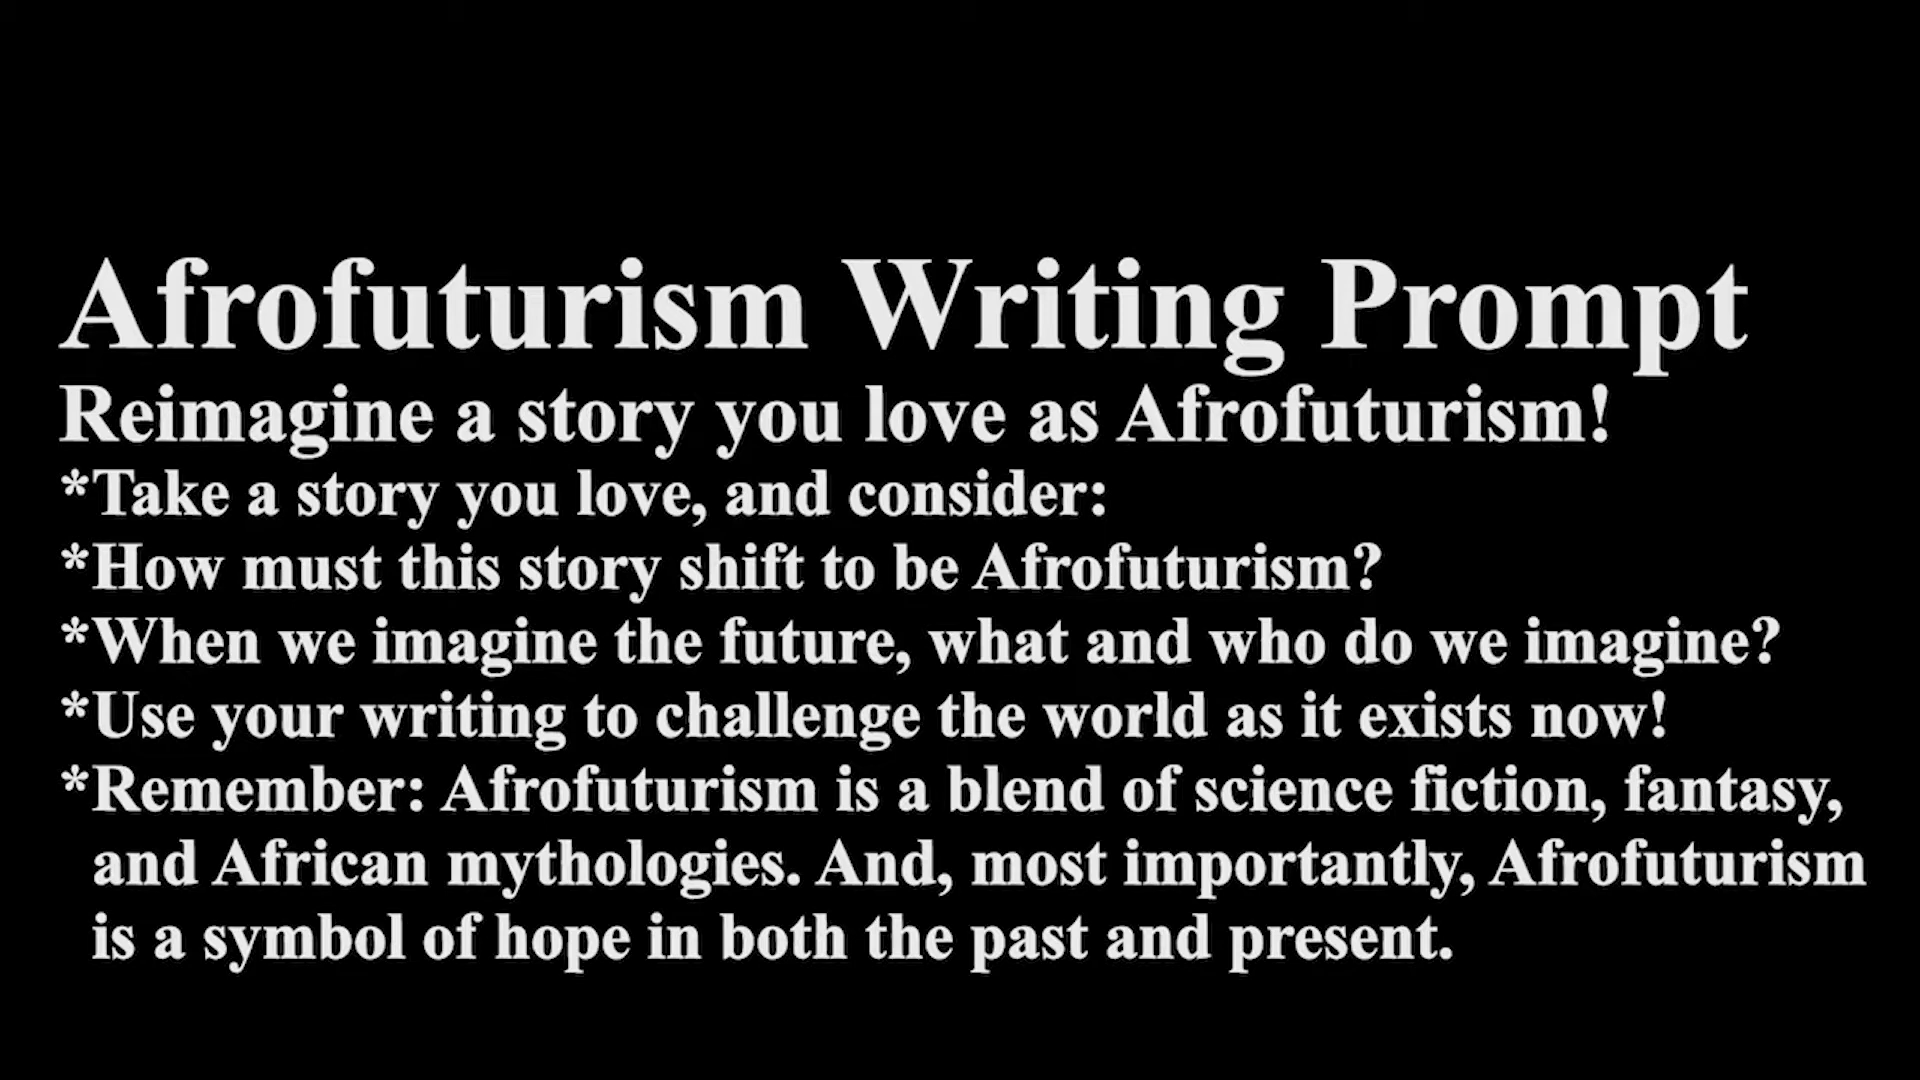 Afrofuturism Writing Prompt
Reimagine a story you love as Afrofuturism!
*Take a story you love, and consider:
*How must this story shift to be Afrofuturism?
*When we imagine the future, what and who do we imagine?
*Use your writing to challenge the world as it exists now!
*Remember: Afrofuturism is a blend of science fiction, fantasy,
and African mythologies. And, most importantly, Afrofuturism
is a symbol of hope in both the past and present.